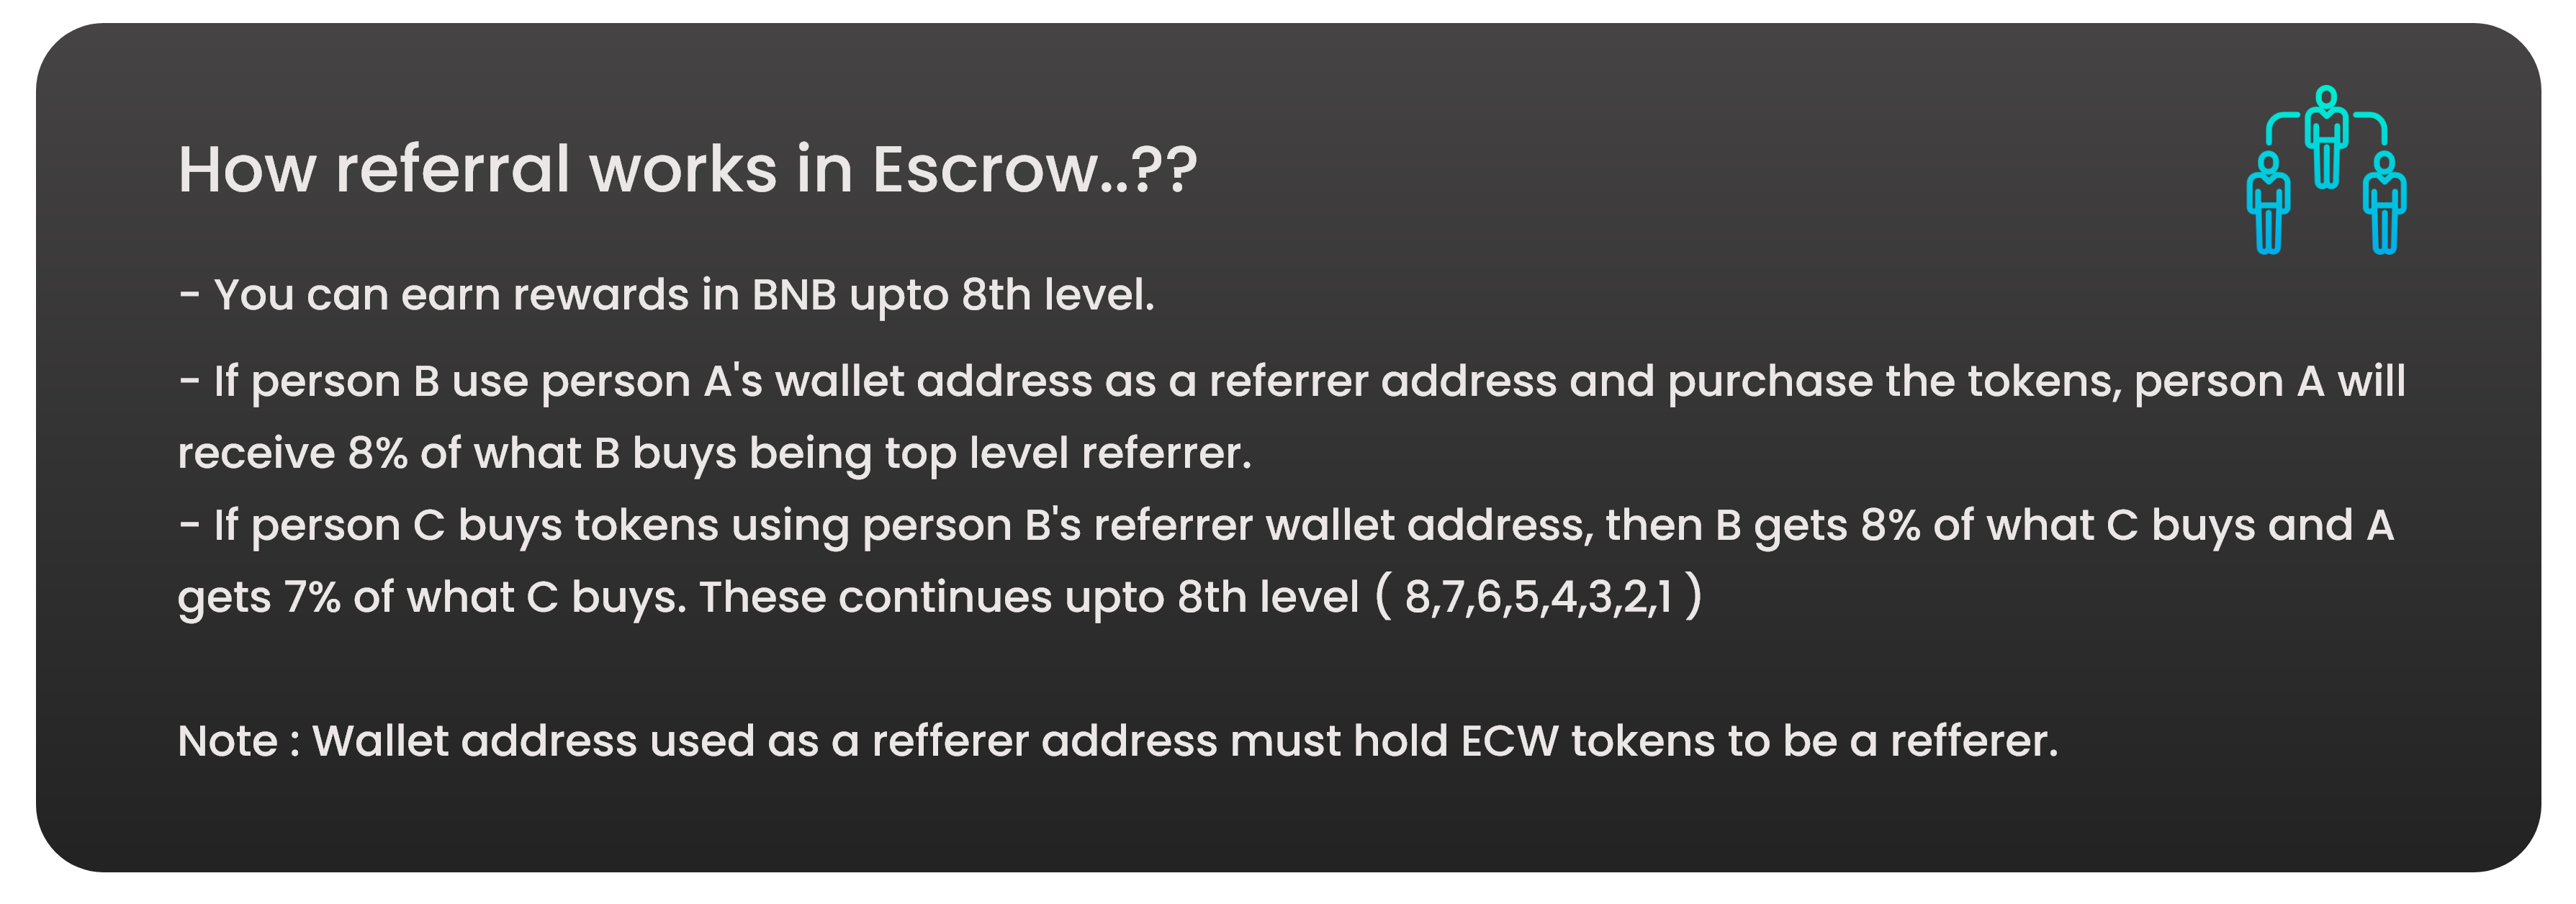 How referral works in Escrow..??
- You can earn rewards in BNB upto 8th level.
- If person B use person A's wallet address as a referrer address and purchase the tokens, person A will
receive 8% of what B buys being top level referrer.
- If person C buys tokens using person B's referrer wallet address, then B gets 8% of what C buys and A
gets 7% of what C buys. These continues upto 8th level ( 8,7,6,5,4,3,2,1 )
Note : Wallet address used as a refferer address must hold ECW tokens to be a refferer.